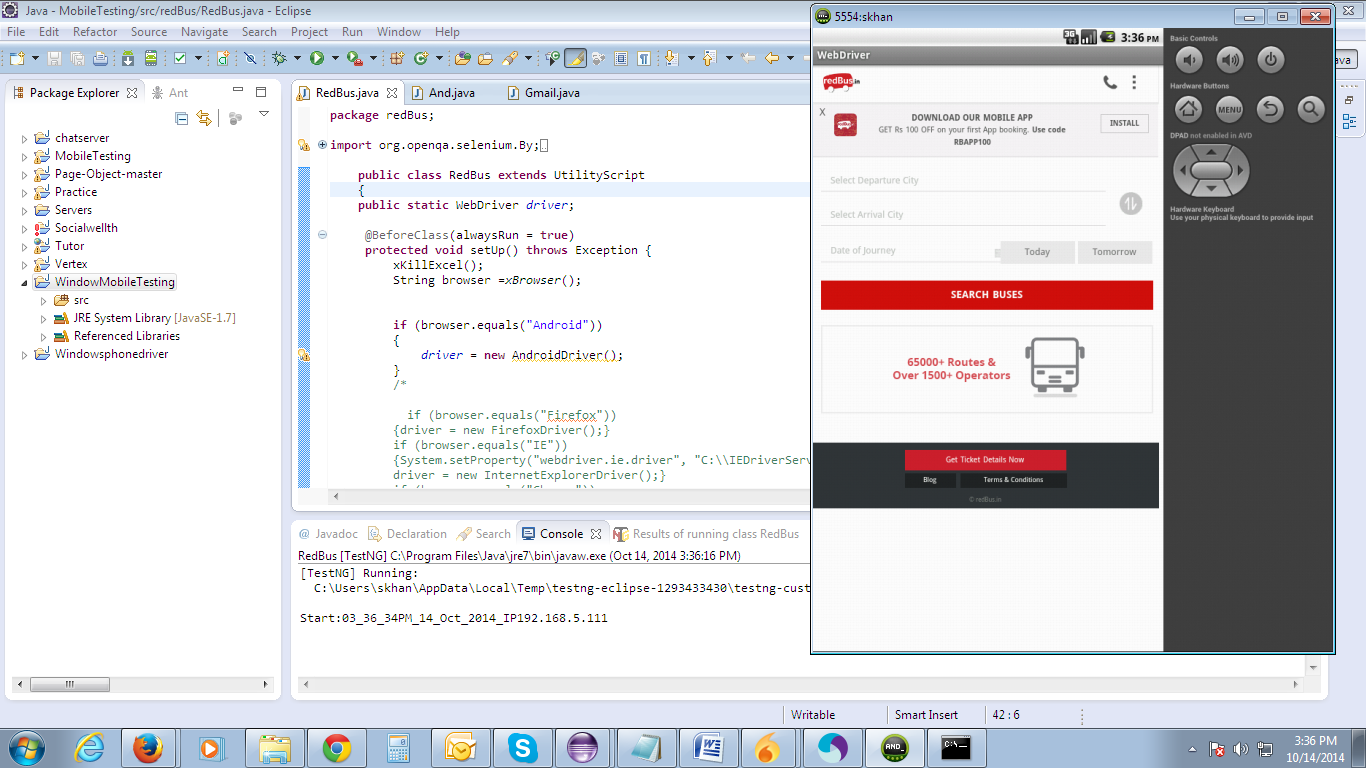 Java - MobileTesting/src/redBus/RedBus.java - Eclipse
File Edit Refactor Source Navigate Search Project Run Window Help
Java
Package Explorer
Ant
chatserver
MobileTesting
Page-Object-master
Practice
Servers
Socialwellth
Tutor
Vertex
WindowMobileTesting
src
JRE System Library [JavaSE-1.7]
Referenced Libraries
Windowsphonedriver
RedBus.java
And.java
Gmail.java
package redBus;
import org.openqa.selenium.By;
public class RedBus extends UtilityScript
{
public static WebDriver driver;
@BeforeClass(alwaysRun = true)
protected void setUp() throws Exception {
xKillExcel();
String browser =xBrowser();
if (browser.equals("Android"))
{
driver = new AndroidDriver();
}
/*
if (browser.equals("Firefox"))
{driver = new FirefoxDriver();}
if (browser.equals("IE"))
{System.setProperty("webdriver.ie.driver", "C:\\IEDriverServ
driver = new InternetExplorerDriver();}
@ Javadoc
Declaration
Search
Console
Results of running class RedBus
RedBus [TestNG] C:\Program Files\Java\jre7\bin\javaw.exe (Oct 14, 2014 3:36:16 PM)
[TestNG] Running:
C:\Users\skhan\AppData\Local\Temp\testng-eclipse-1293433430\testng-cust
Start:03_36_34PM_14_Oct_2014_IP192.168.5.111
Writable
Smart Insert
42 : 6
5554:skhan
3G
3:36 PM
WebDriver
redBus.in
X
DOWNLOAD OUR MOBILE APP
GET Rs 100 OFF on your first App booking. Use code
RBAPP100
INSTALL
Select Departure City
Select Arrival City
Date of Journey
Today
Tomorrow
SEARCH BUSES
65000+ Routes &
Over 1500+ Operators
Get Ticket Details Now
Blog
Terms & Conditions
© redBus.in
Basic Controls
Hardware Buttons
MENU
DPAD not enabled in AVD
Hardware Keyboard
Use your physical keyboard to provide input
AND_
C:\.
3:36 PM
10/14/2014